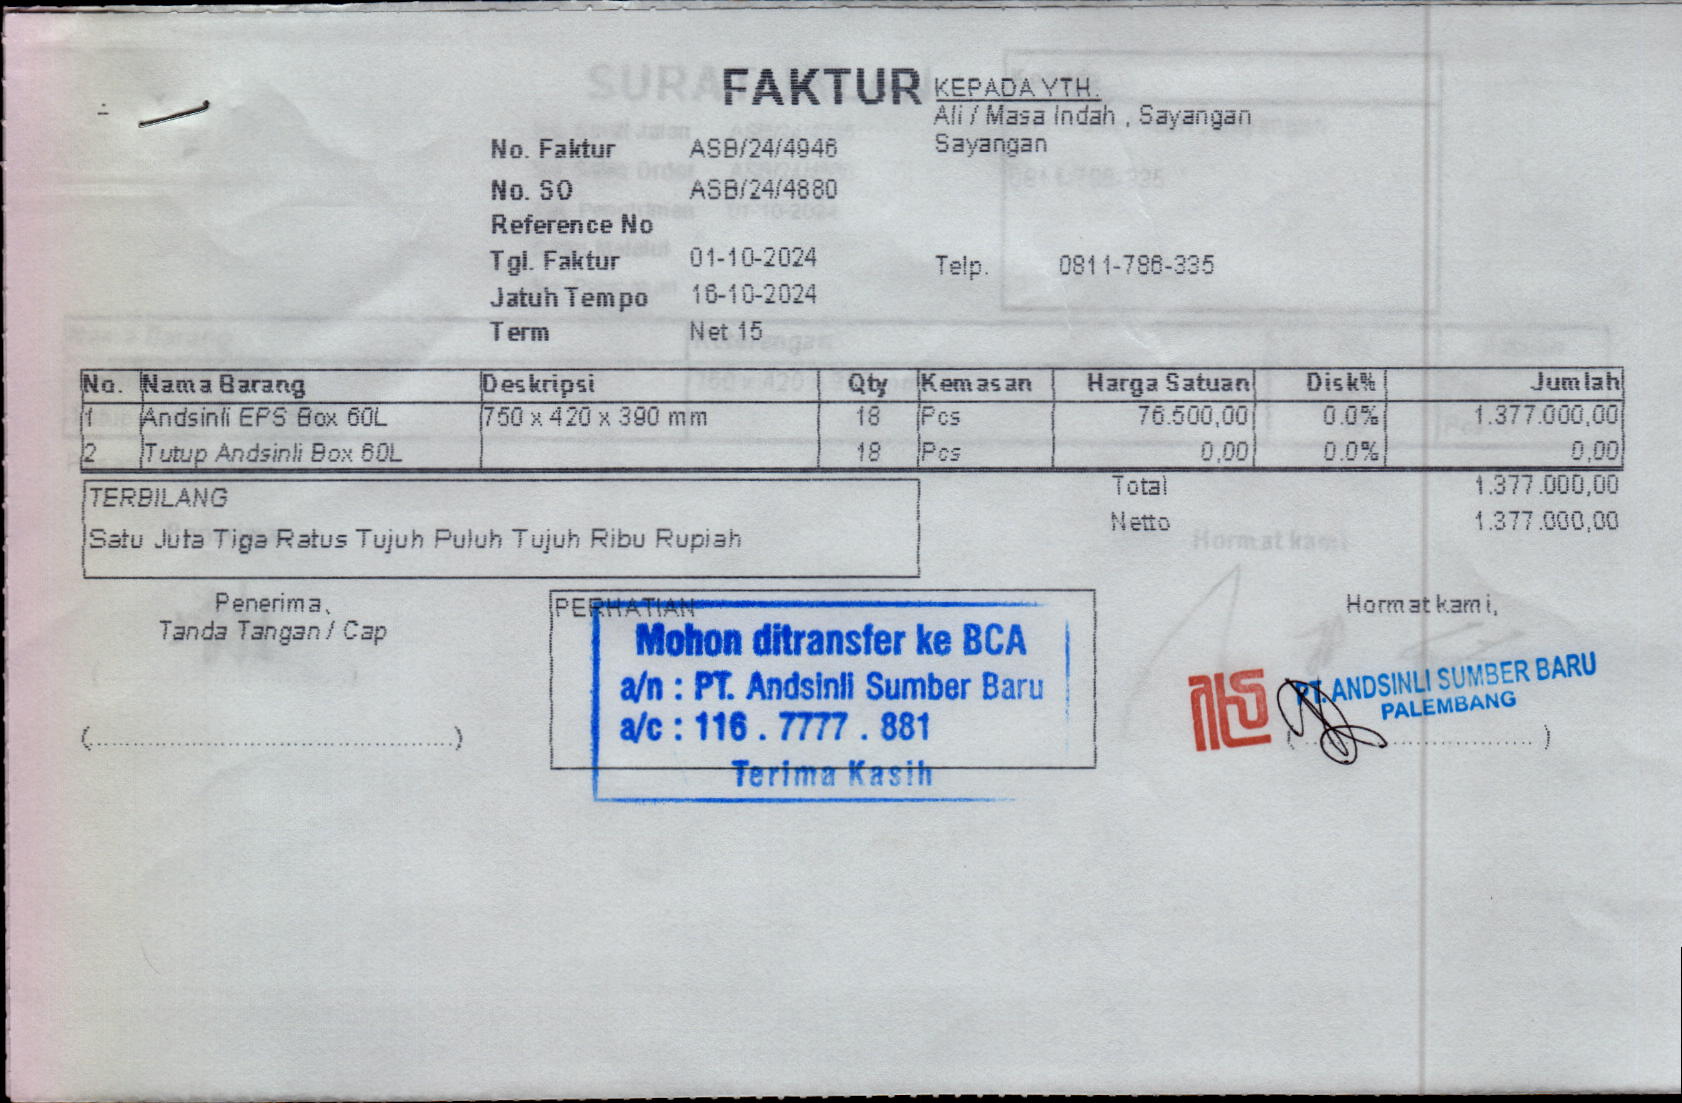 FAKTUR
KEPADA YTH.
Ali / Masa Indah , Sayangan
Sayangan
No. Faktur ASB/24/4946
No. SO ASB/24/4880
Reference No
Tgl. Faktur 01-10-2024
Telp. 0811-786-335
Jatuh Tempo 16-10-2024
Term Net 15
No. Nama Barang Deskripsi Qty Kemasan Harga Satuan Disk% Jumlah
1 Andsinli EPS Box 60L 750 x 420 x 390 mm 18 Pcs 76.500,00 0.0% 1.377.000,00
2 Tutup Andsinli Box 60L 18 Pcs 0,00 0.0% 0,00
TERBILANG
Satu Juta Tiga Ratus Tujuh Puluh Tujuh Ribu Rupiah
Total 1.377.000,00
Netto 1.377.000,00
Penerima,
Tanda Tangan / Cap
(............................................)
PERHATIAN
Mohon ditransfer ke BCA
a/n : PT. Andsinli Sumber Baru
a/c : 116 . 7777 . 881
Terima Kasih
Hormat kami,
PT. ANDSINLI SUMBER BARU
PALEMBANG